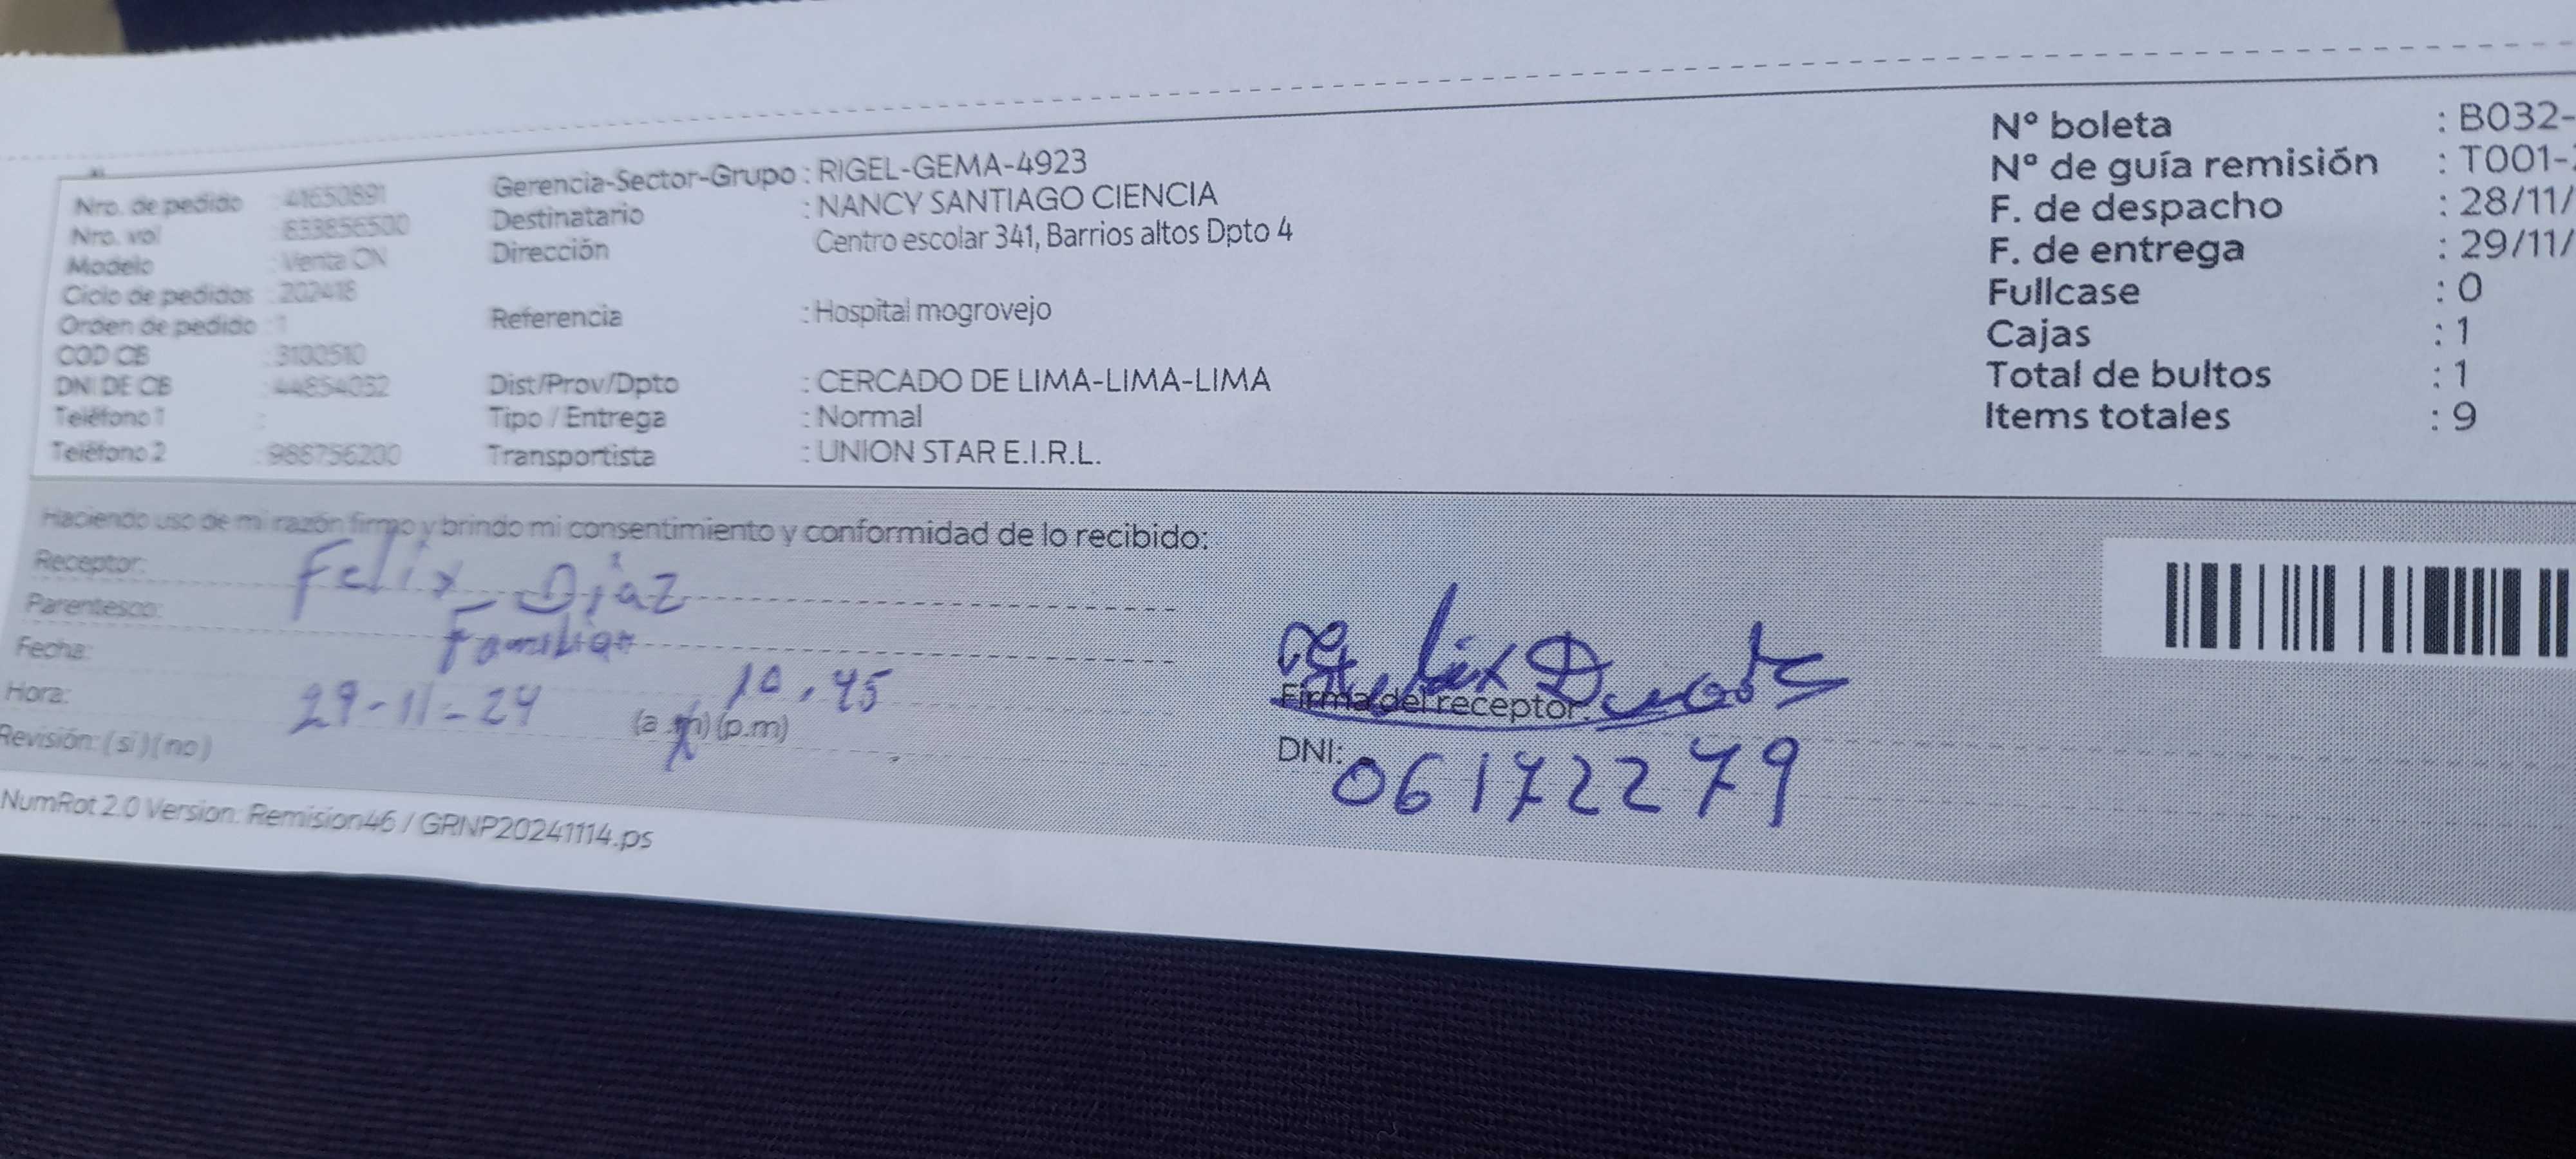 Nro. de pedido : 41650891
Nro. vol : 833856500
Modelo : Venta ON
Ciclo de pedidos : 202418
Orden de pedido : 1
COD CB : 3100510
DNI DE CB : 44854052
Teléfono 1 :
Teléfono 2 : 988756200
Gerencia-Sector-Grupo : RIGEL-GEMA-4923
Destinatario : NANCY SANTIAGO CIENCIA
Dirección Centro escolar 341, Barrios altos Dpto 4
Referencia : Hospital mogrovejo
Dist/Prov/Dpto : CERCADO DE LIMA-LIMA-LIMA
Tipo / Entrega : Normal
Transportista : UNION STAR E.I.R.L.
N° boleta : B032-
N° de guía remisión : T001-
F. de despacho : 28/11/
F. de entrega : 29/11/
Fullcase : 0
Cajas : 1
Total de bultos : 1
Items totales : 9
Haciendo uso de mi razón firmo y brindo mi consentimiento y conformidad de lo recibido:
Receptor: Felix Diaz
Parentesco: Familiar
Fecha: 29-11-24
Hora: 10.45 (a.m) (p.m)
Revisión: ( si ) ( no )
Firma del receptor:
DNI: 06172279
NumRot 2.0 Version: Remision46 / GRNP20241114.ps